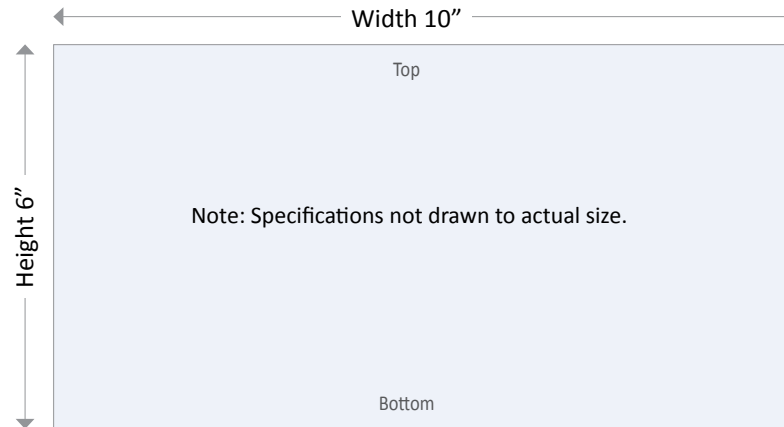 Width 10”
Top
Height 6”
Note: Specifications not drawn to actual size.
Bottom